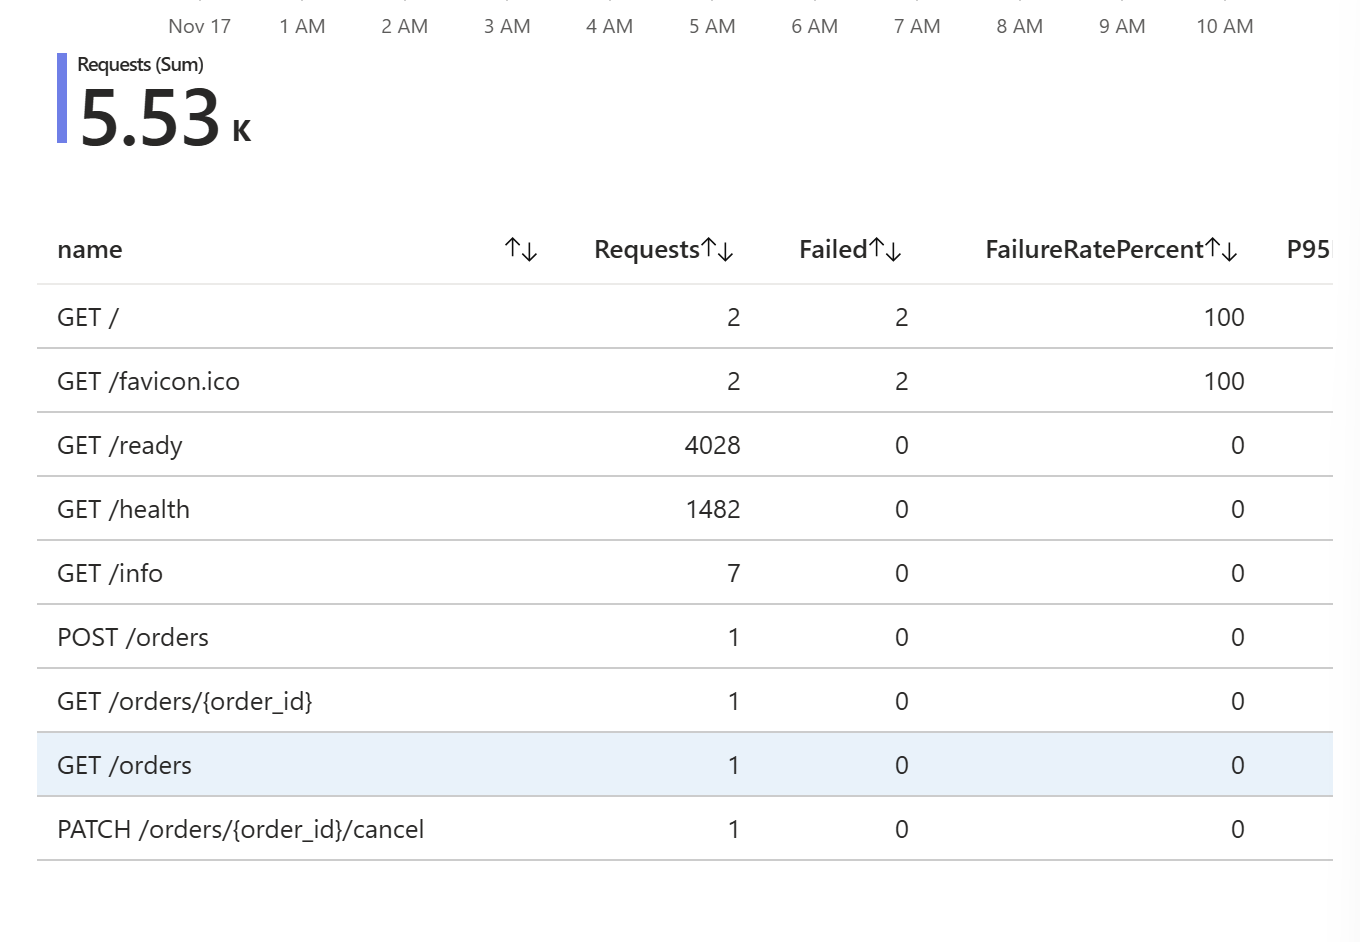 Nov 17 1 AM 2 AM 3 AM 4 AM 5 AM 6 AM 7 AM 8 AM 9 AM 10 AM
Requests (Sum)
5.53 K
name ↑↓ Requests↑↓ Failed↑↓ FailureRatePercent↑↓ P95
GET / 2 2 100
GET /favicon.ico 2 2 100
GET /ready 4028 0 0
GET /health 1482 0 0
GET /info 7 0 0
POST /orders 1 0 0
GET /orders/{order_id} 1 0 0
GET /orders 1 0 0
PATCH /orders/{order_id}/cancel 1 0 0